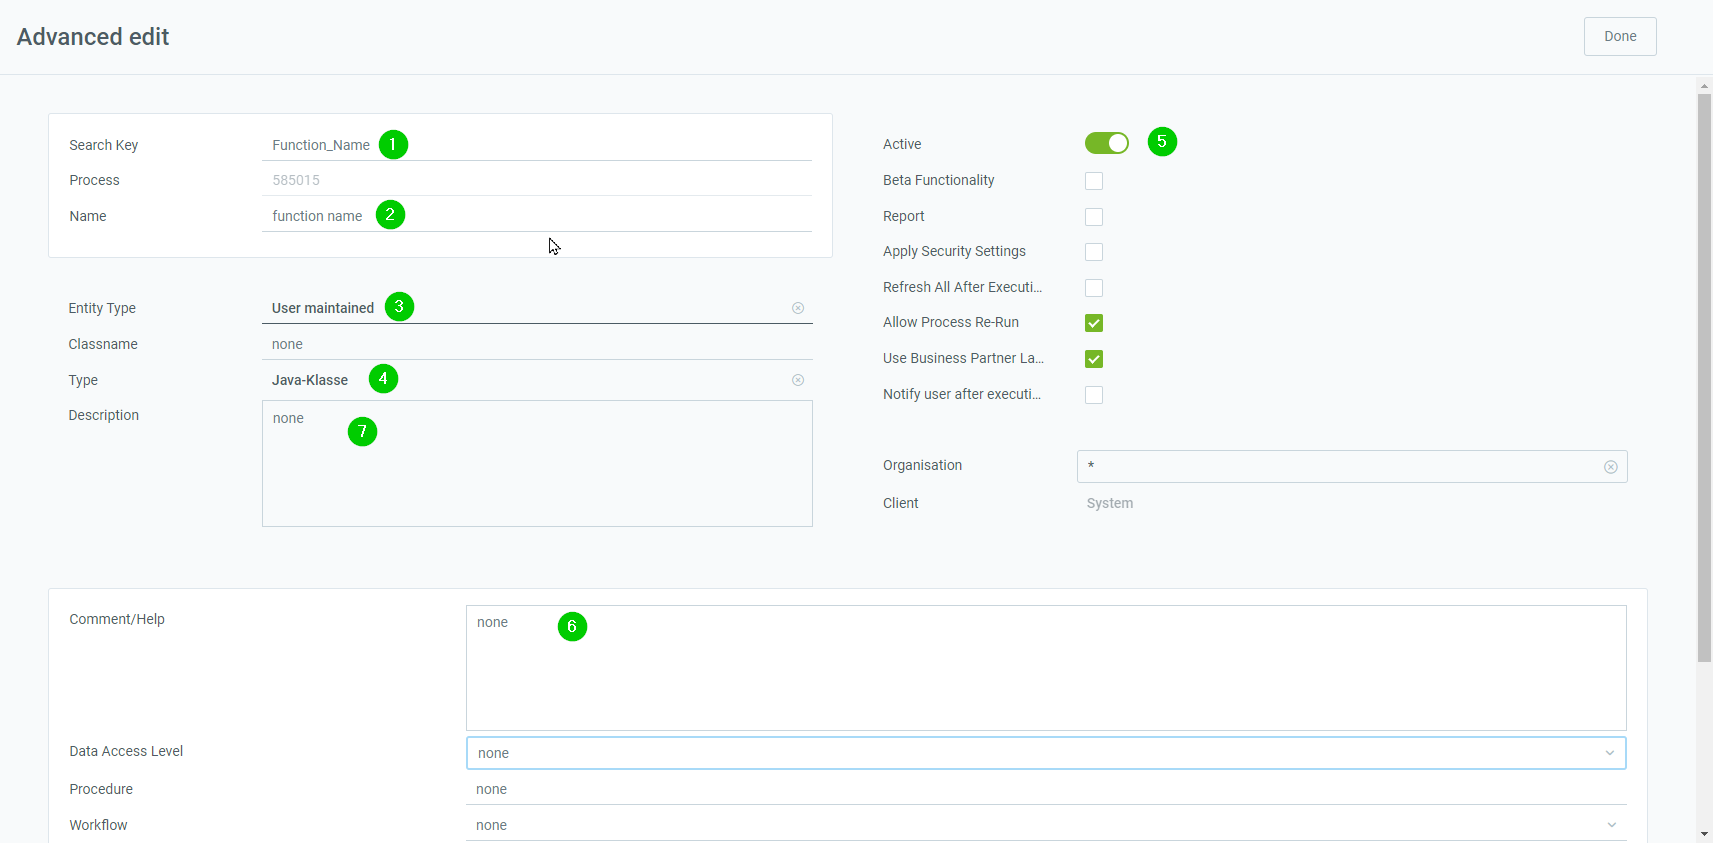 Advanced edit
Done
Search Key Function_Name 1
Process 585015
Name function name 2
Entity Type User maintained 3
Classname none
Type Java-Klasse 4
Description none
7
Active 5
Beta Functionality
Report
Apply Security Settings
Refresh All After Executi...
Allow Process Re-Run
Use Business Partner La...
Notify user after executi...
Organisation *
Client System
Comment/Help none 6
Data Access Level none
Procedure none
Workflow none